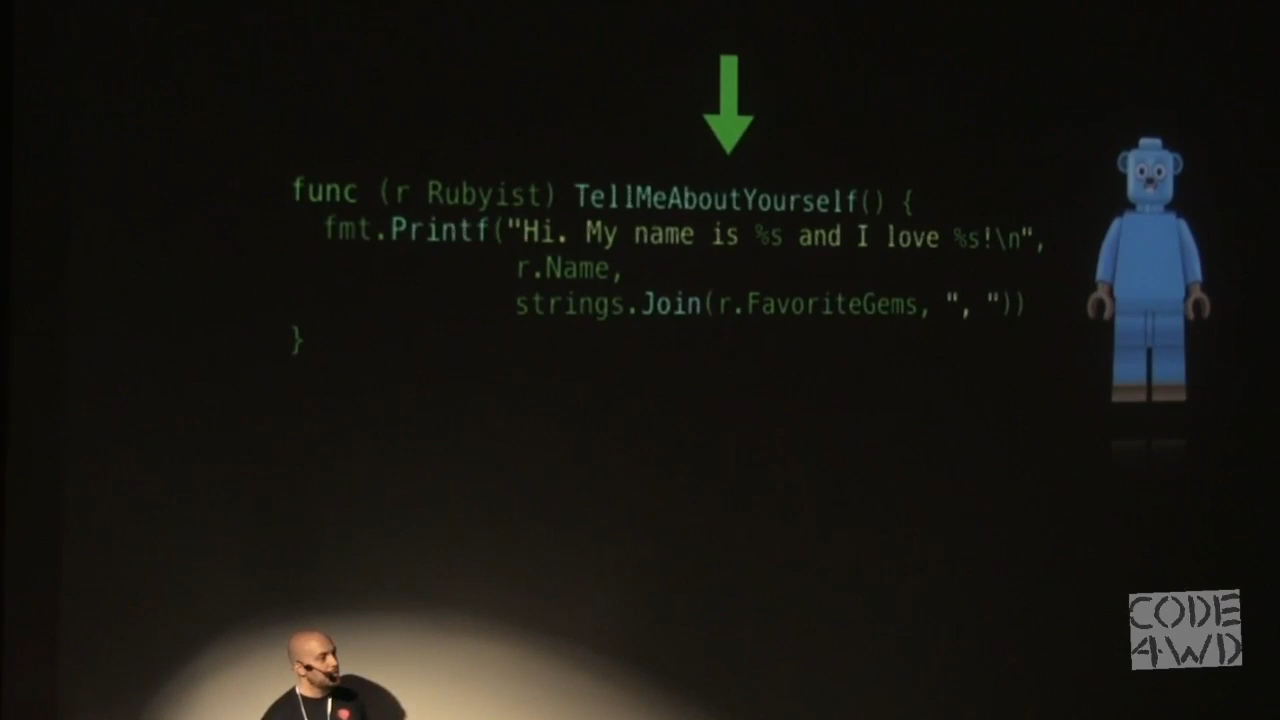 func (r Rubyist) TellMeAboutYourself() {
  fmt.Printf("Hi. My name is %s and I love %s!\n",
             r.Name,
             strings.Join(r.FavoriteGems, ", "))
}
CODE
4WD